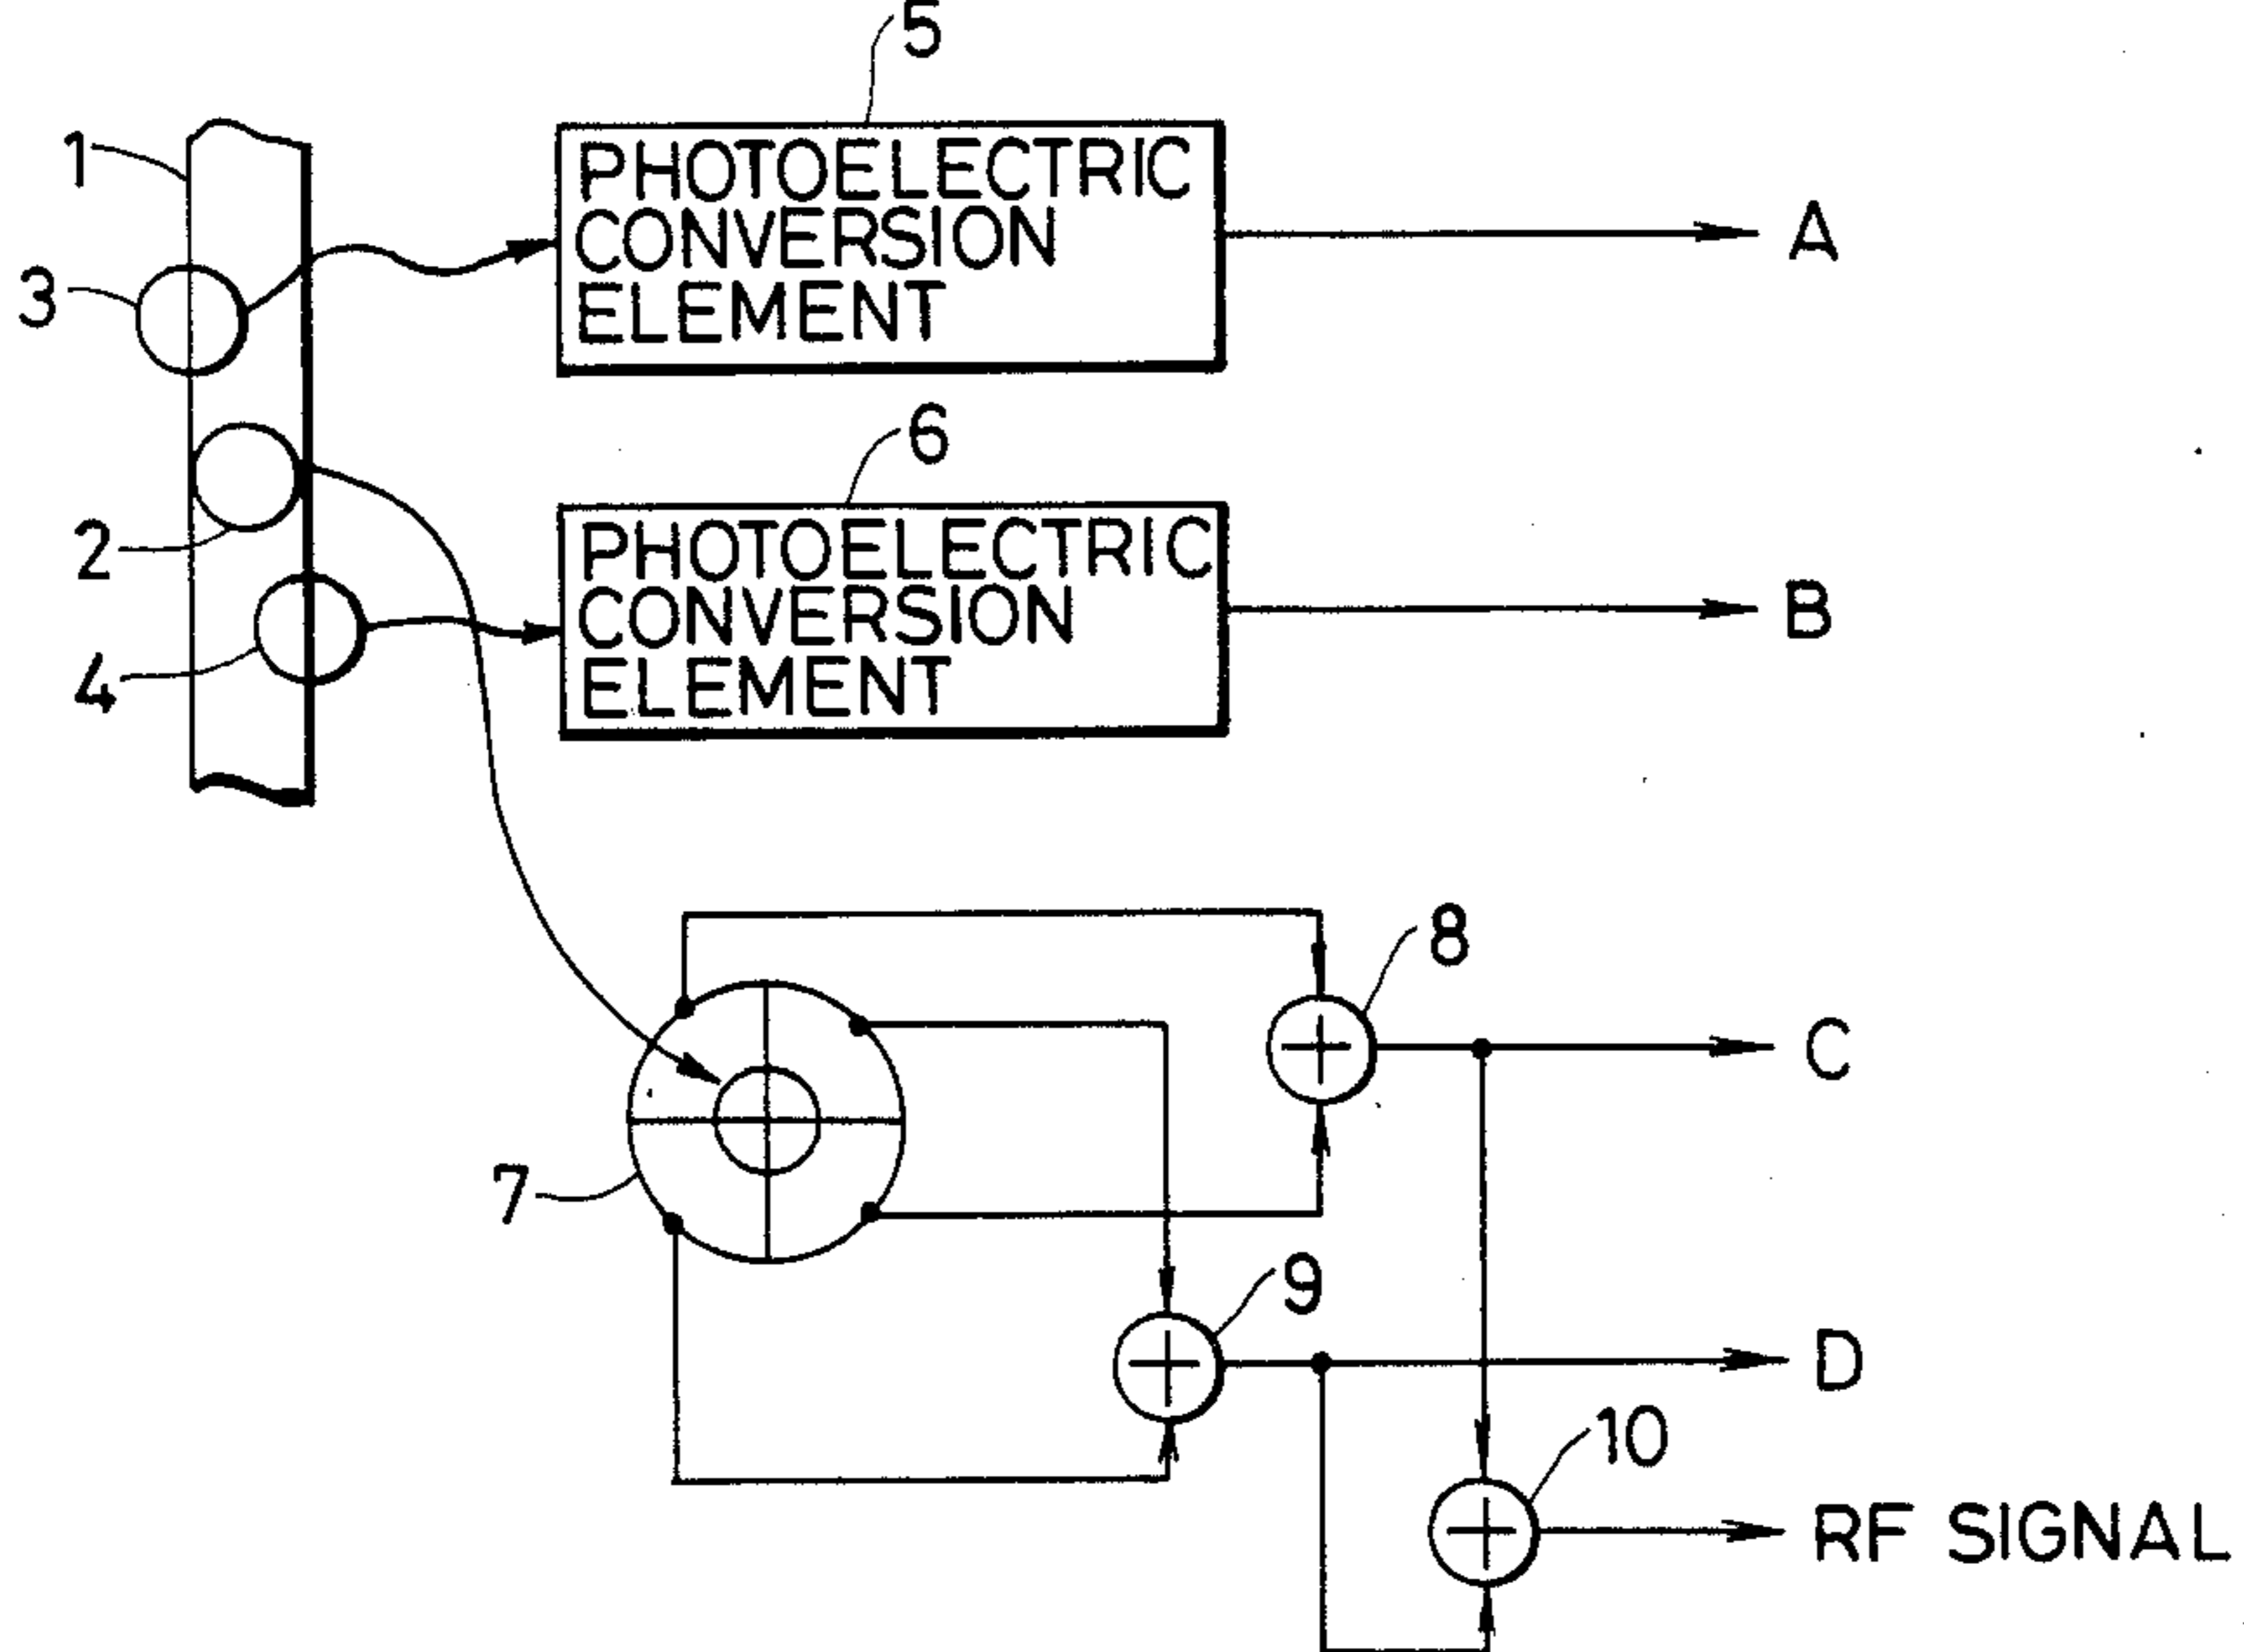 5
1
PHOTOELECTRIC
CONVERSION
ELEMENT
A
3
6
2
PHOTOELECTRIC
CONVERSION
ELEMENT
B
4
8
C
7
9
D
10
RF SIGNAL